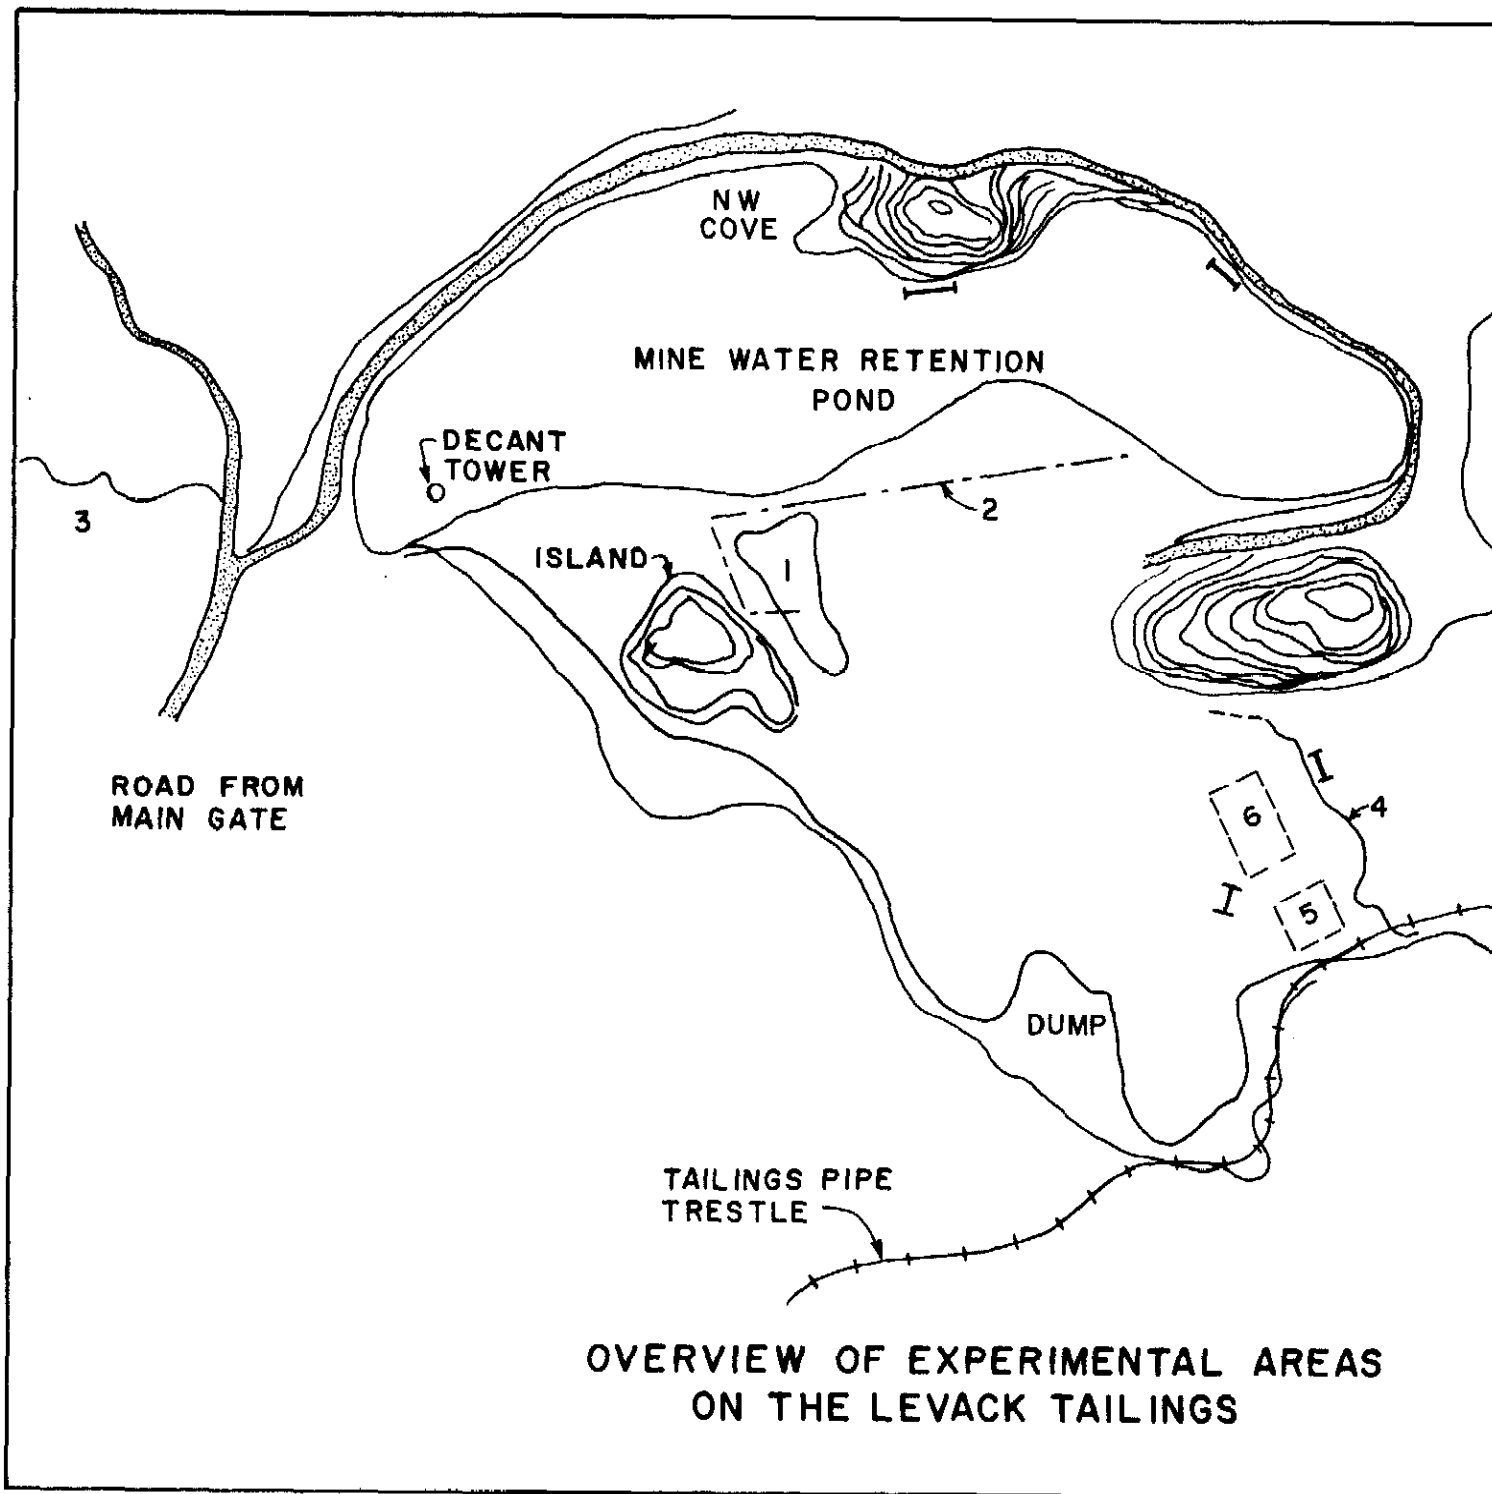 NW
COVE
MINE WATER RETENTION
POND
DECANT
TOWER
3
2
ISLAND
1
ROAD FROM
MAIN GATE
6
4
5
DUMP
TAILINGS PIPE
TRESTLE
OVERVIEW OF EXPERIMENTAL AREAS
ON THE LEVACK TAILINGS